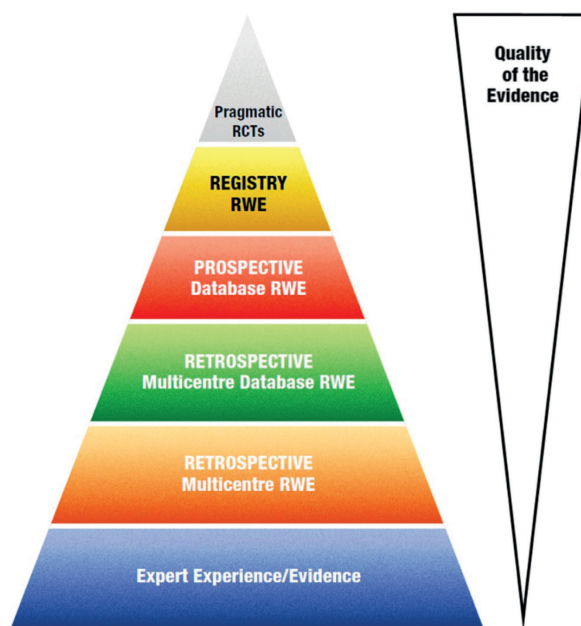 Pragmatic
RCTs
REGISTRY
RWE
PROSPECTIVE
Database RWE
RETROSPECTIVE
Multicentre Database RWE
RETROSPECTIVE
Multicentre RWE
Expert Experience/Evidence
Quality
of the
Evidence